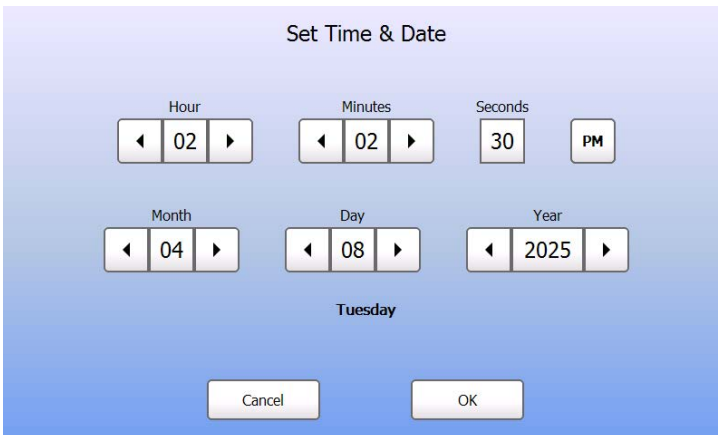 Set Time & Date
Hour Minutes Seconds
02 02 30 PM
Month Day Year
04 08 2025
Tuesday
Cancel OK